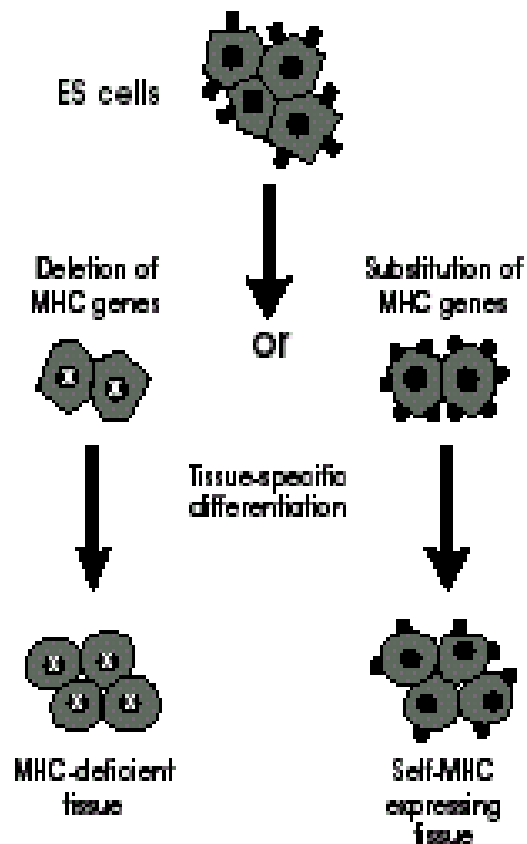 ES cells
Deletion of
MHC genes
Substitution of
MHC genes
or
Tissue-specific
differentiation
MHC-deficient
tissue
Self-MHC
expressing
tissue